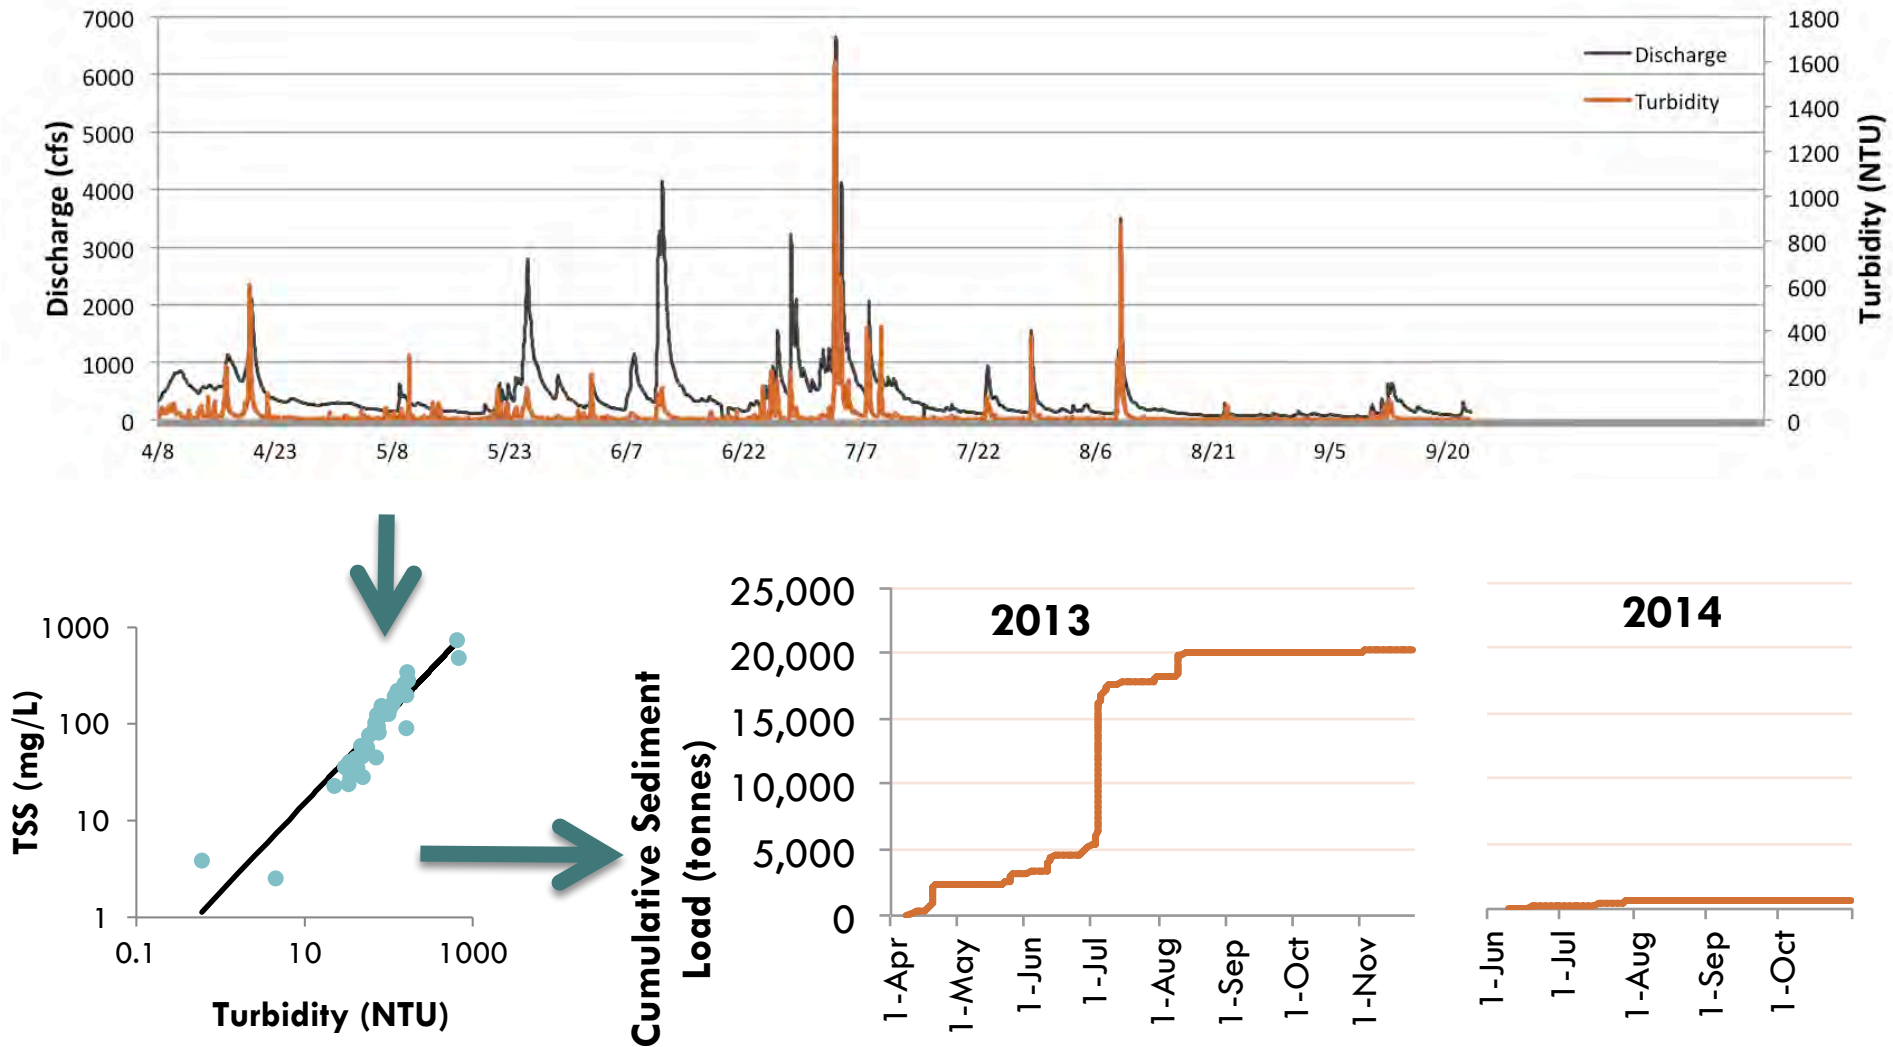 7000
6000
5000
4000
3000
2000
1000
0
Discharge (cfs)
1800
1600
1400
1200
1000
800
600
400
200
0
Turbidity (NTU)
Discharge
Turbidity
4/8 4/23 5/8 5/23 6/7 6/22 7/7 7/22 8/6 8/21 9/5 9/20
1000
100
10
1
TSS (mg/L)
0.1 10 1000
Turbidity (NTU)
Cumulative Sediment
Load (tonnes)
25,000
20,000
15,000
10,000
5,000
0
2013
1-Apr 1-May 1-Jun 1-Jul 1-Aug 1-Sep 1-Oct 1-Nov
2014
1-Jun 1-Jul 1-Aug 1-Sep 1-Oct